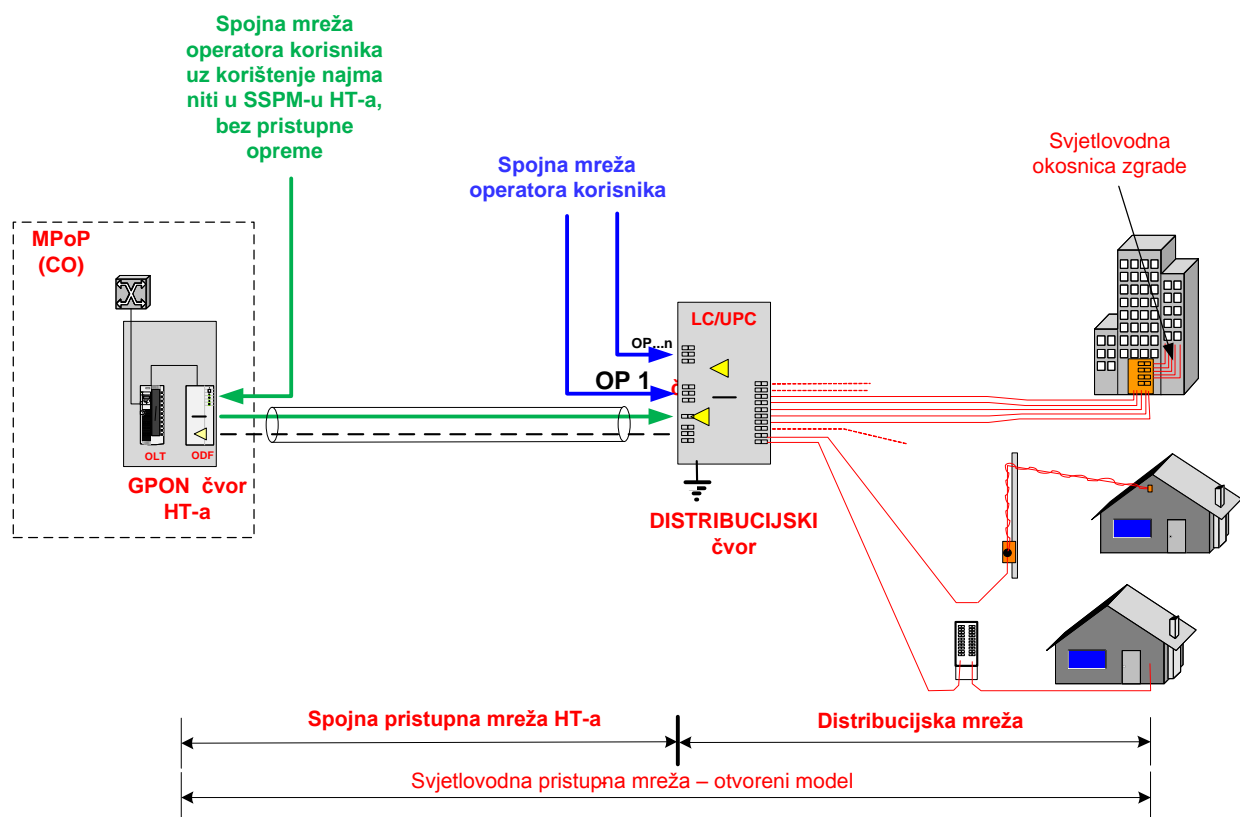 Spojna mreža
operatora korisnika
uz korištenje najma
niti u SSPM-u HT-a,
bez pristupne
opreme
Spojna mreža
operatora korisnika
Svjetlovodna
okosnica zgrade
MPoP
(CO)
LC/UPC
OP...n
OP 1
OLT
ODF
GPON čvor
HT-a
DISTRIBUCIJSKI
čvor
Spojna pristupna mreža HT-a
Distribucijska mreža
Svjetlovodna pristupna mreža – otvoreni model